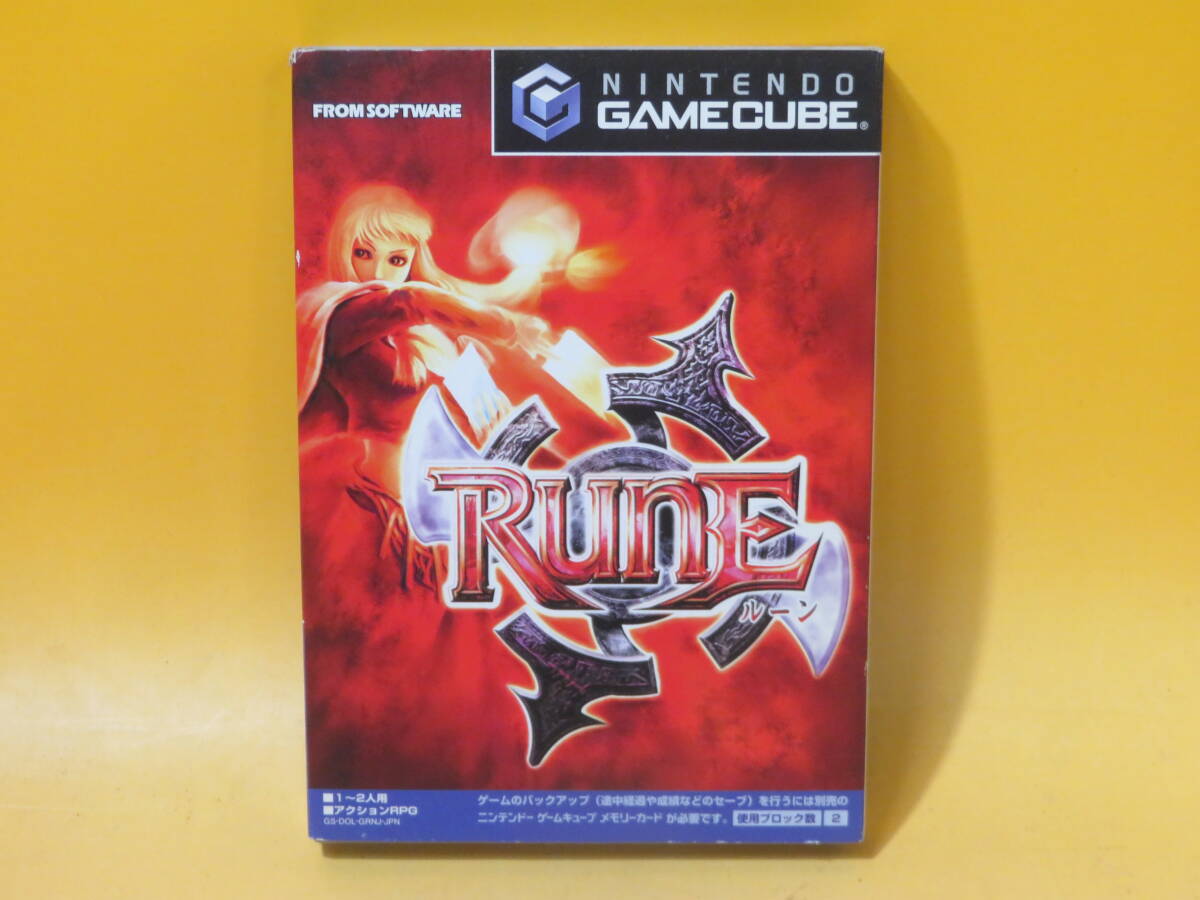 FROM SOFTWARE
NINTENDO
GAMECUBE®
RUNE
ルーン
■1〜2人用
■アクションRPG
GS-DOL-GRNJ-JPN
ゲームのバックアップ（途中経過や成績などのセーブ）を行うには別売の
ニンテンドーゲームキューブ メモリーカードが必要です。 使用ブロック数 2